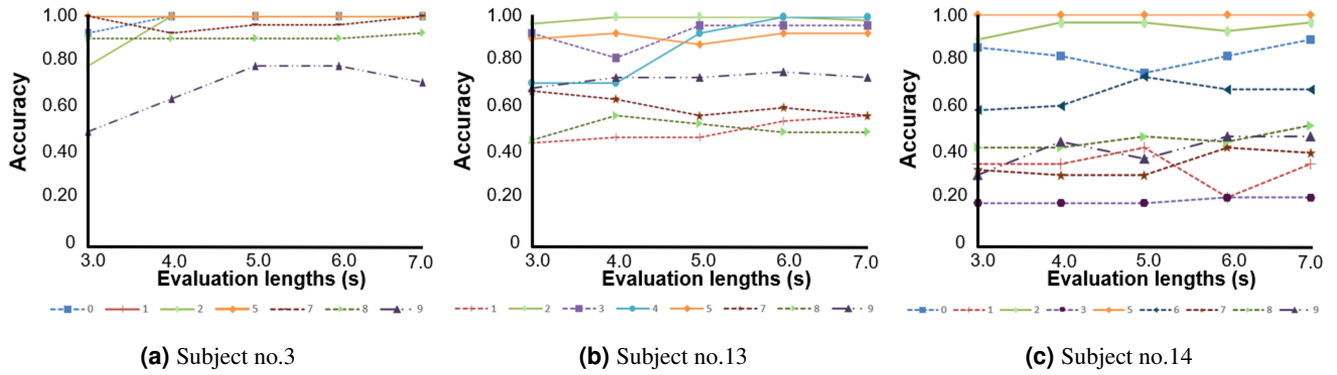 1.00
0.80
0.60
0.40
0.20
0
Accuracy
3.0 4.0 5.0 6.0 7.0
Evaluation lengths (s)
0 1 2 5 7 8 9
(a) Subject no.3
1.00
0.80
0.60
0.40
0.20
0
Accuracy
3.0 4.0 5.0 6.0 7.0
Evaluation lengths (s)
1 2 3 4 5 7 8 9
(b) Subject no.13
1.00
0.80
0.60
0.40
0.20
0
Accuracy
3.0 4.0 5.0 6.0 7.0
Evaluation lengths (s)
0 1 2 3 5 6 7 8 9
(c) Subject no.14